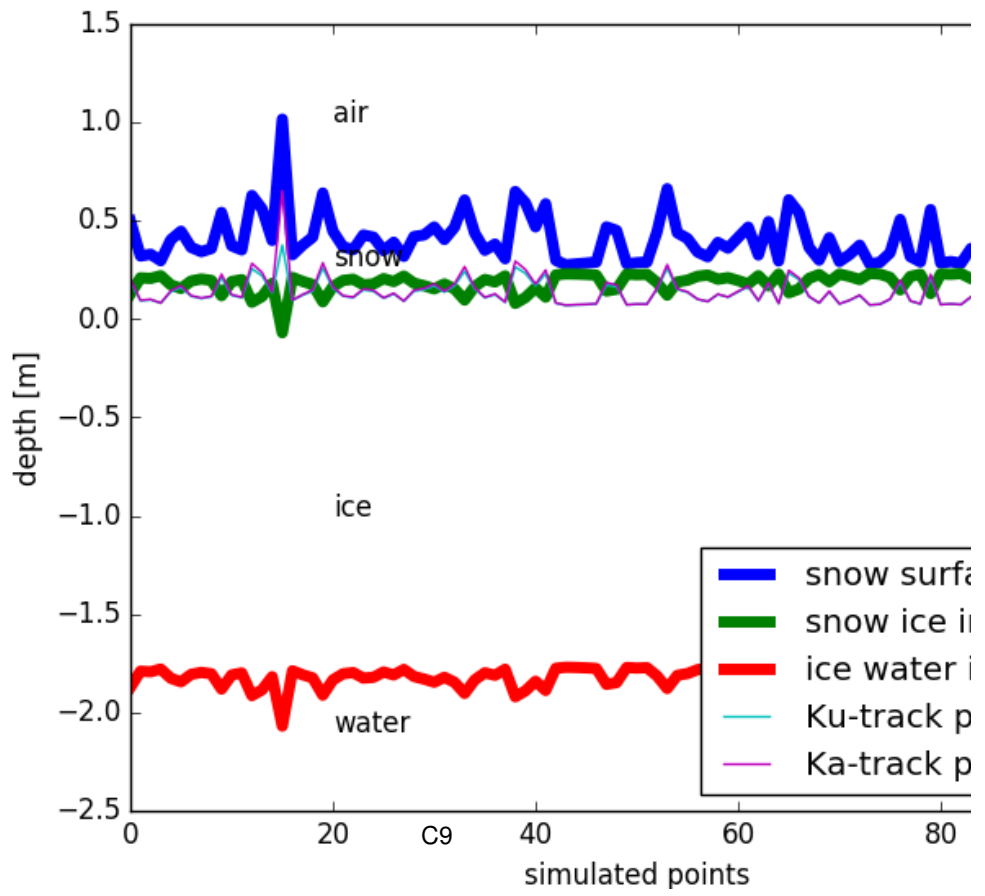 1.5
1.0
0.5
0.0
−0.5
−1.0
−1.5
−2.0
−2.5
depth [m]
air
snow
ice
water
snow surfa
snow ice i
ice water i
Ku-track p
Ka-track p
0 20 C9 40 60 80
simulated points